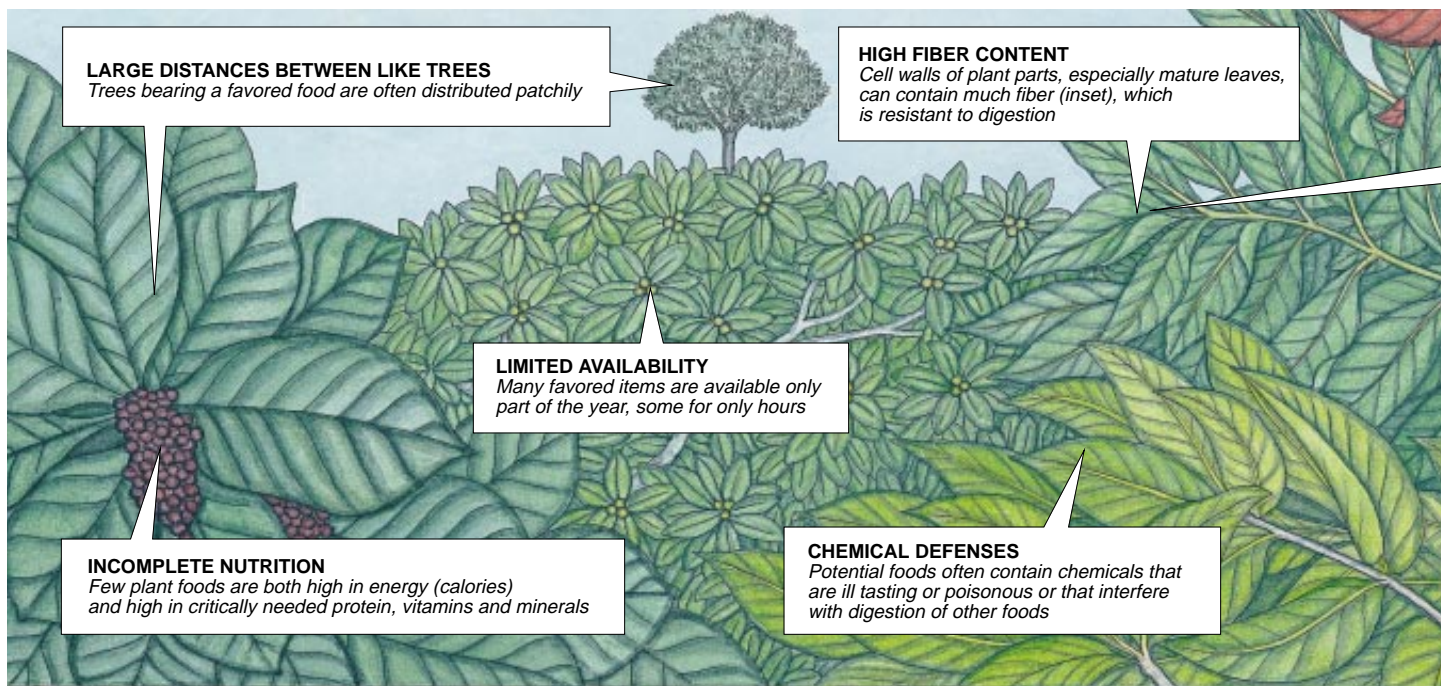 LARGE DISTANCES BETWEEN LIKE TREES
Trees bearing a favored food are often distributed patchily
HIGH FIBER CONTENT
Cell walls of plant parts, especially mature leaves,
can contain much fiber (inset), which
is resistant to digestion
LIMITED AVAILABILITY
Many favored items are available only
part of the year, some for only hours
INCOMPLETE NUTRITION
Few plant foods are both high in energy (calories)
and high in critically needed protein, vitamins and minerals
CHEMICAL DEFENSES
Potential foods often contain chemicals that
are ill tasting or poisonous or that interfere
with digestion of other foods